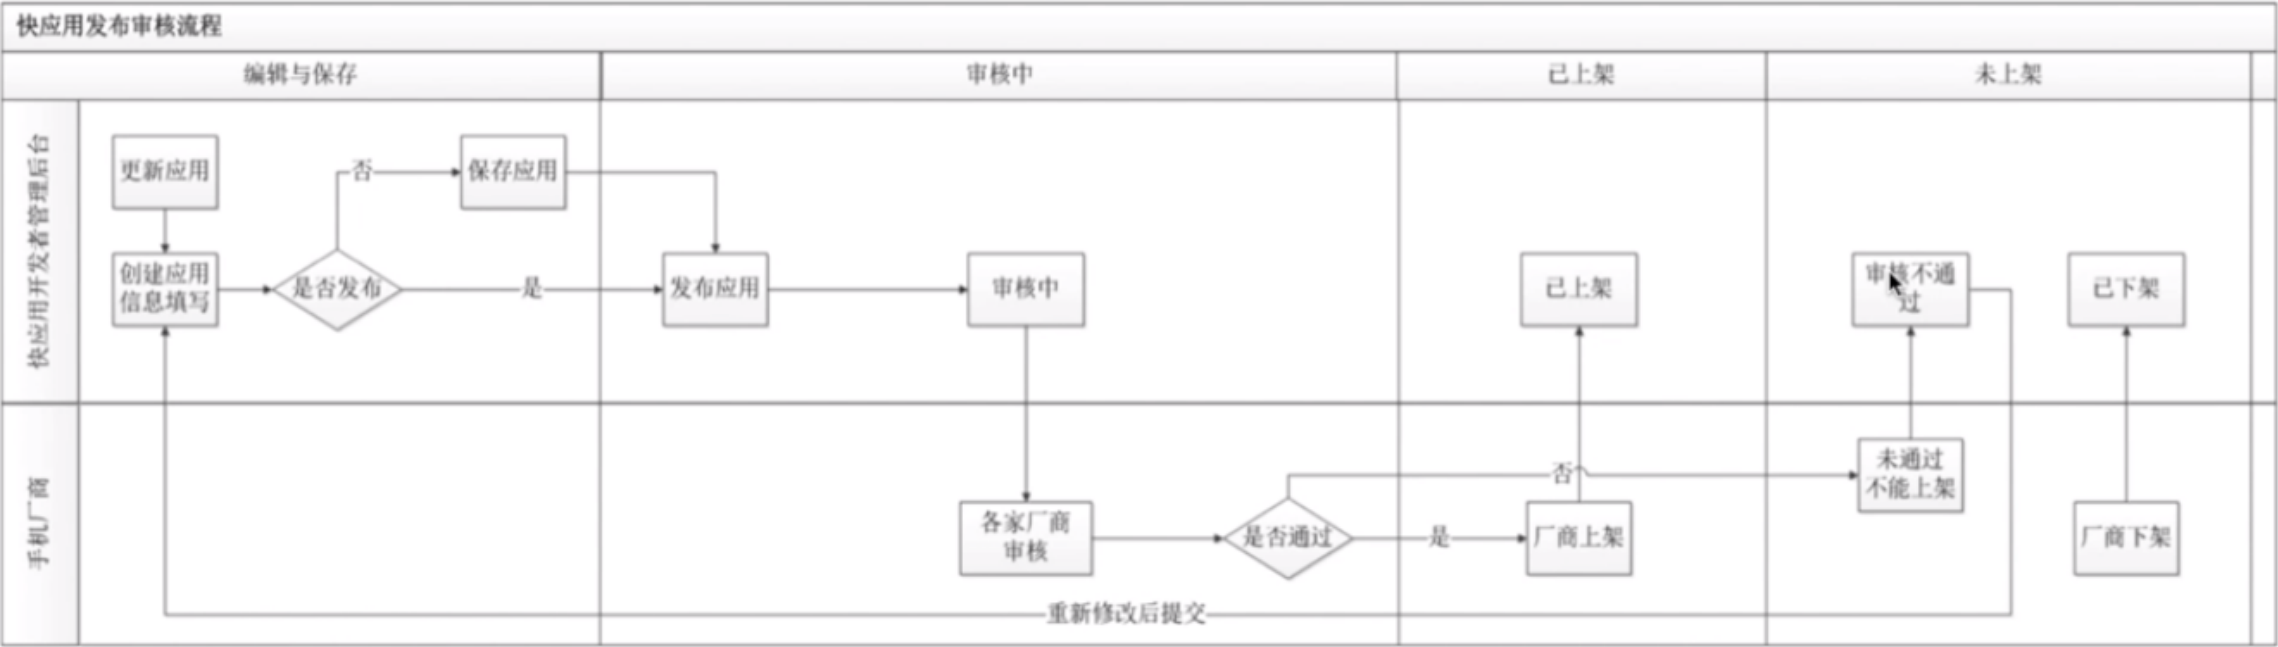 快应用发布审核流程
编辑与保存
审核中
已上架
未上架
快应用开发者管理后台
更新应用
否
保存应用
创建应用
信息填写
是否发布
是
发布应用
审核中
已上架
审核不通
过
已下架
手机厂商
各家厂商
审核
是否通过
否
是
厂商上架
未通过
不能上架
厂商下架
重新修改后提交